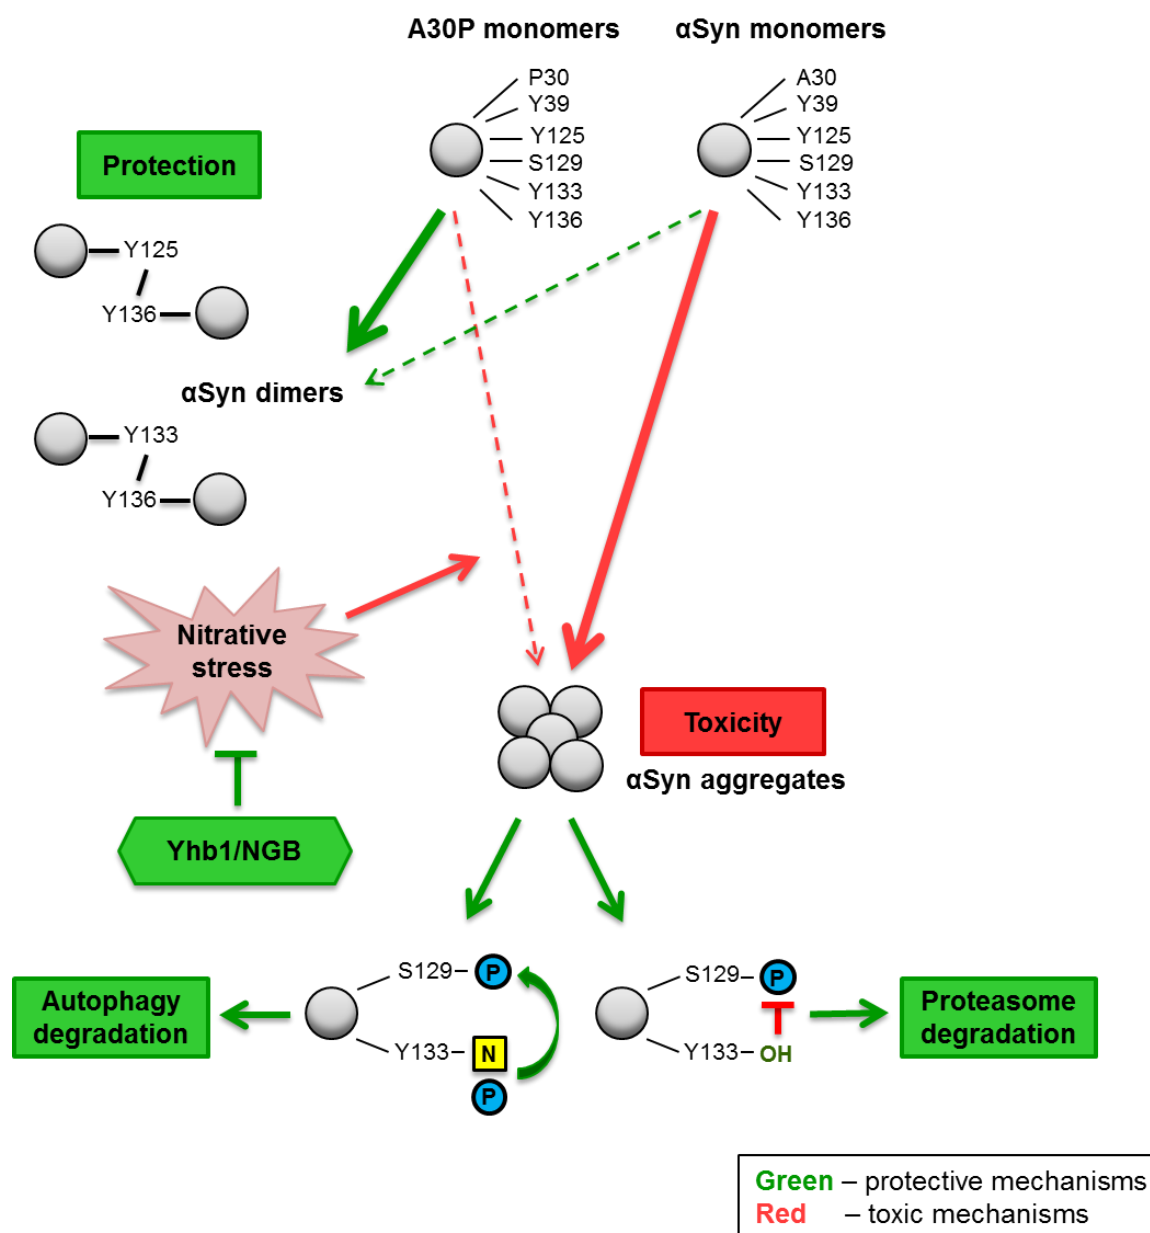 A30P monomers
αSyn monomers
P30
Y39
Y125
S129
Y133
Y136
A30
Y39
Y125
S129
Y133
Y136
Protection
Y125
Y136
αSyn dimers
Y133
Y136
Nitrative
stress
Toxicity
αSyn aggregates
Yhb1/NGB
Autophagy
degradation
S129
P
Y133
N
P
S129
P
Y133
OH
Proteasome
degradation
Green – protective mechanisms
Red – toxic mechanisms